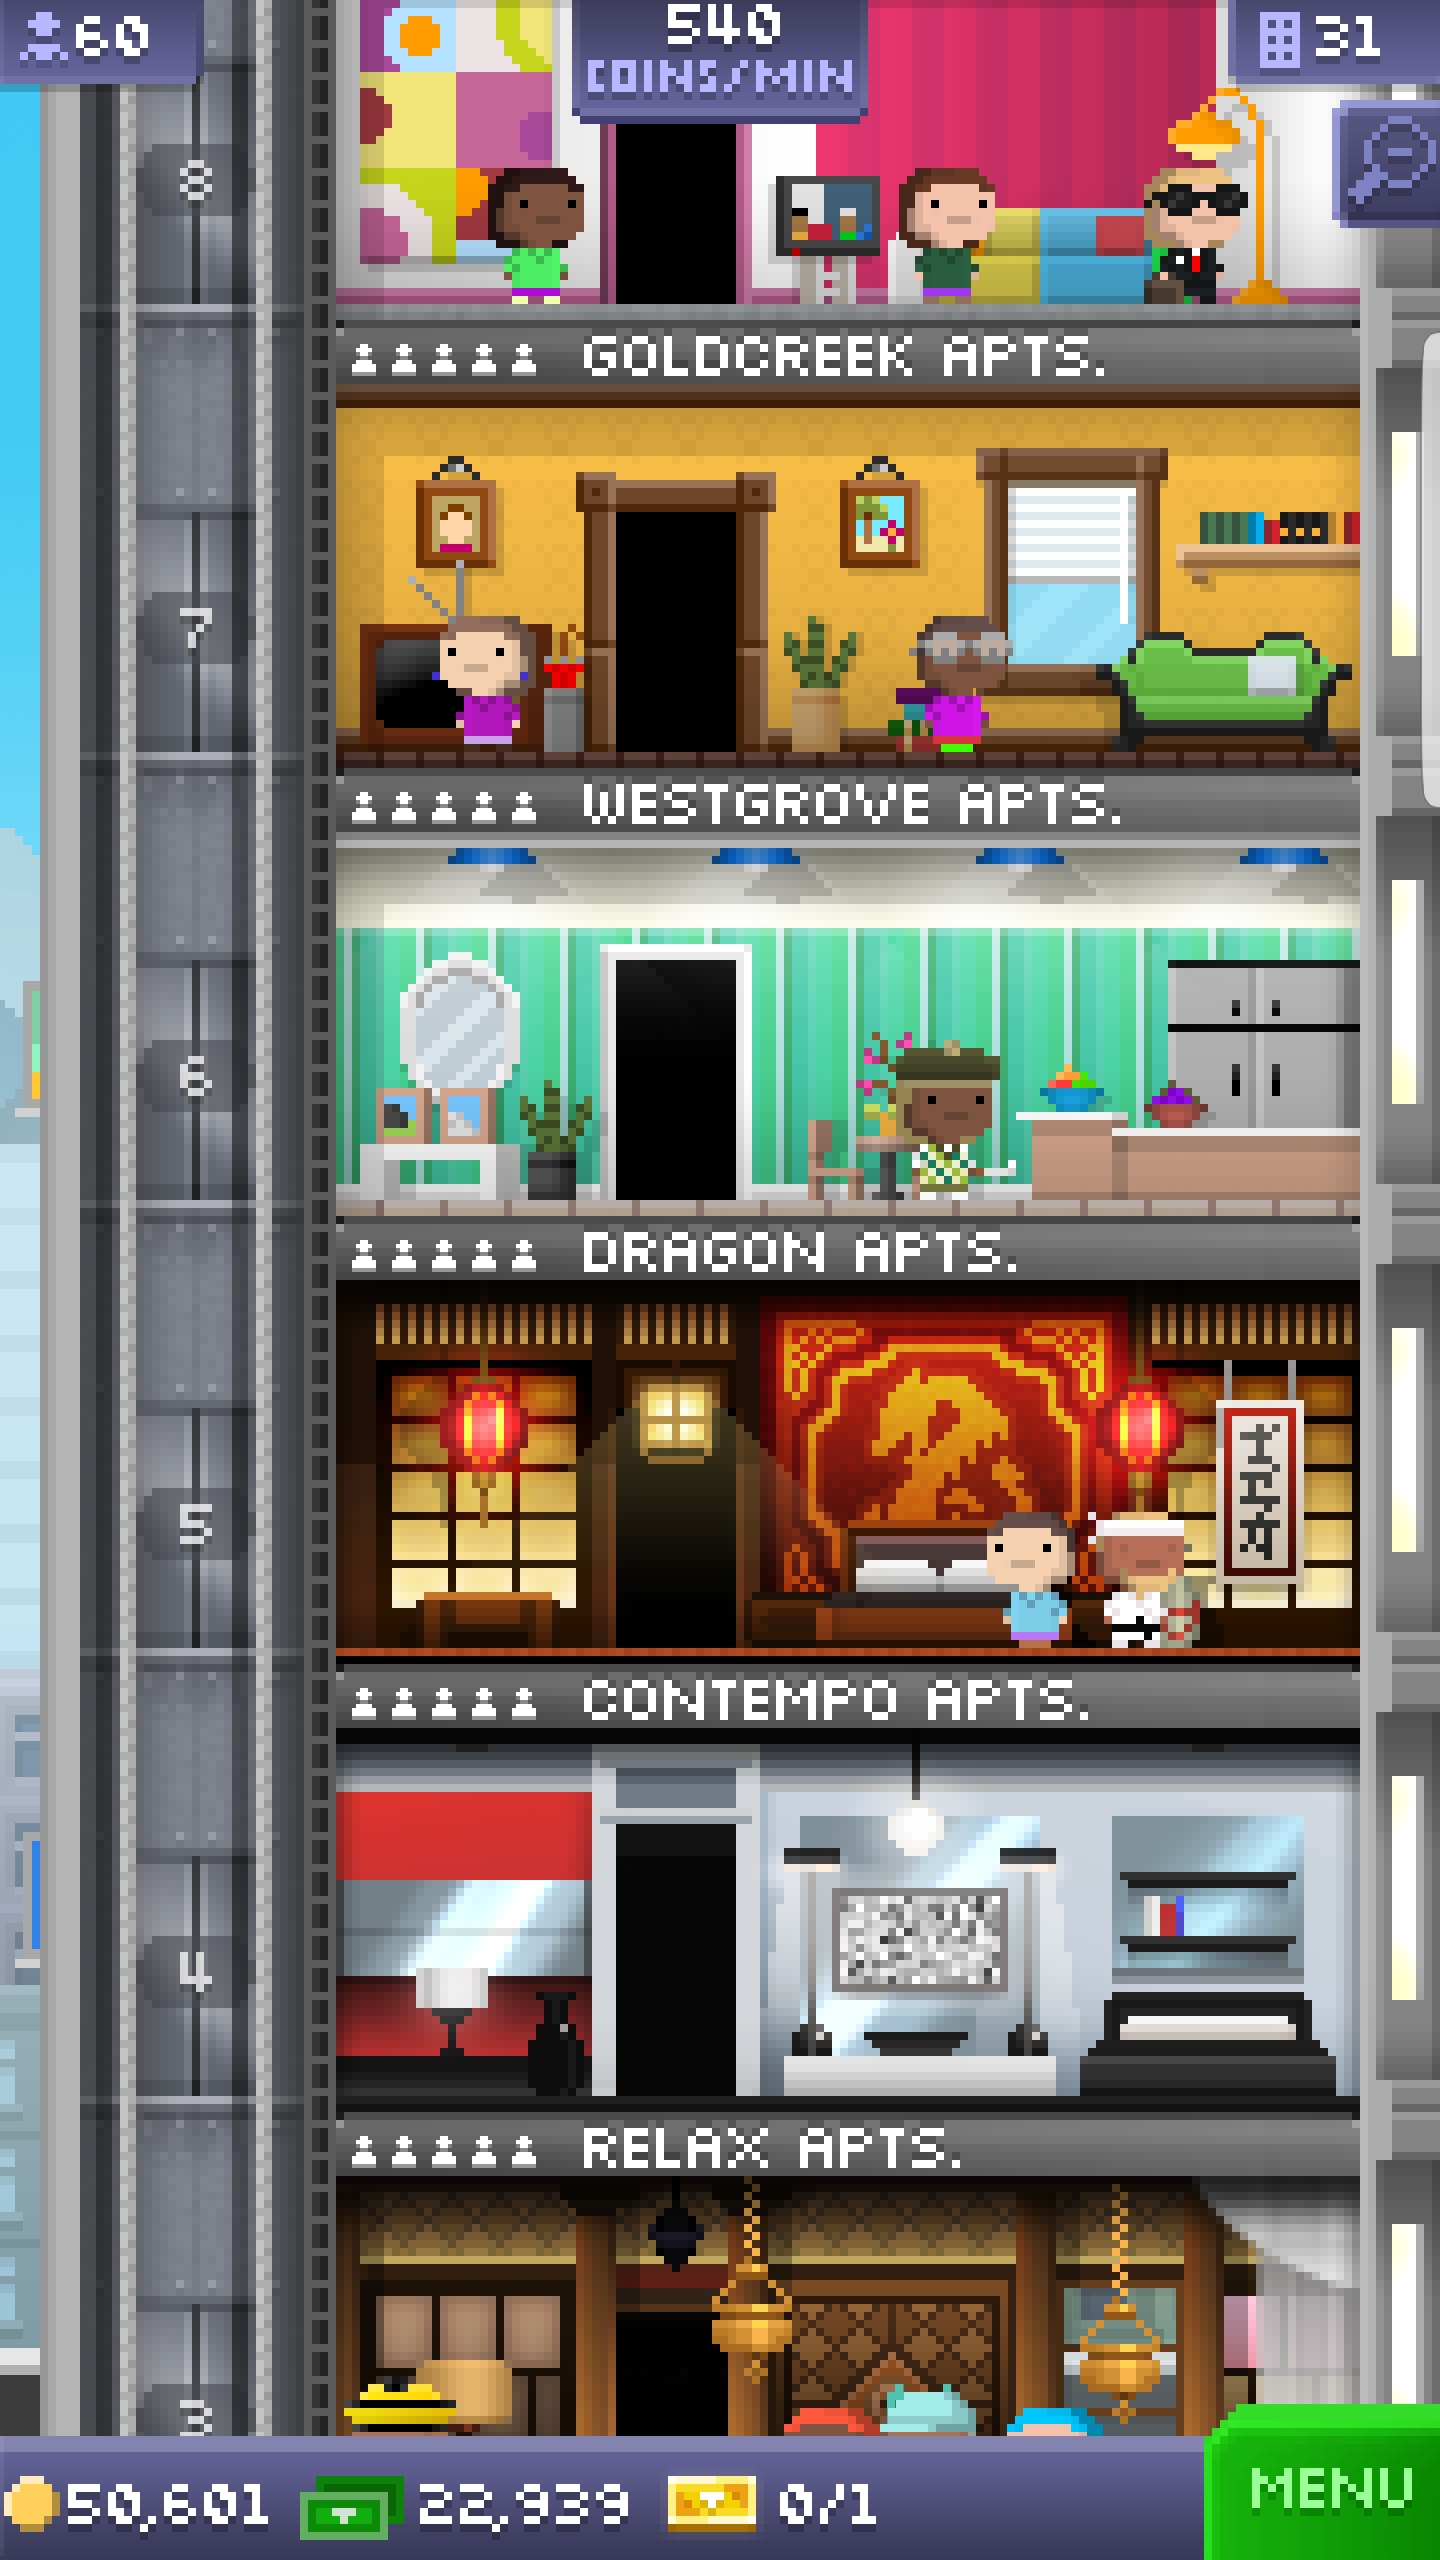 60
540
COINS/MIN
31
8
GOLDCREEK APTS.
7
WESTGROVE APTS.
6
DRAGON APTS.
5
CONTEMPO APTS.
4
RELAX APTS.
3
50,601
22,939
0/1
MENU